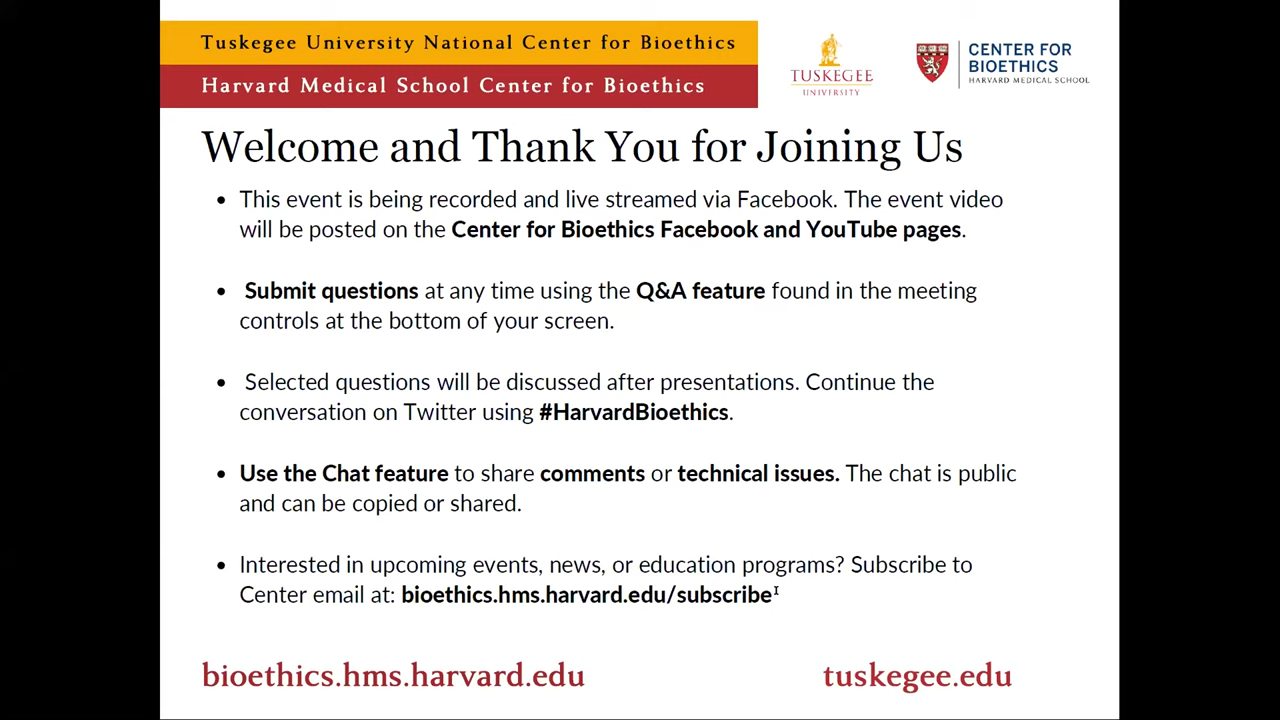 Tuskegee University National Center for Bioethics
Harvard Medical School Center for Bioethics
TUSKEGEE
UNIVERSITY
CENTER FOR
BIOETHICS
HARVARD MEDICAL SCHOOL
Welcome and Thank You for Joining Us
• This event is being recorded and live streamed via Facebook. The event video
will be posted on the Center for Bioethics Facebook and YouTube pages.
• Submit questions at any time using the Q&A feature found in the meeting
controls at the bottom of your screen.
• Selected questions will be discussed after presentations. Continue the
conversation on Twitter using #HarvardBioethics.
• Use the Chat feature to share comments or technical issues. The chat is public
and can be copied or shared.
• Interested in upcoming events, news, or education programs? Subscribe to
Center email at: bioethics.hms.harvard.edu/subscribe
bioethics.hms.harvard.edu
tuskegee.edu